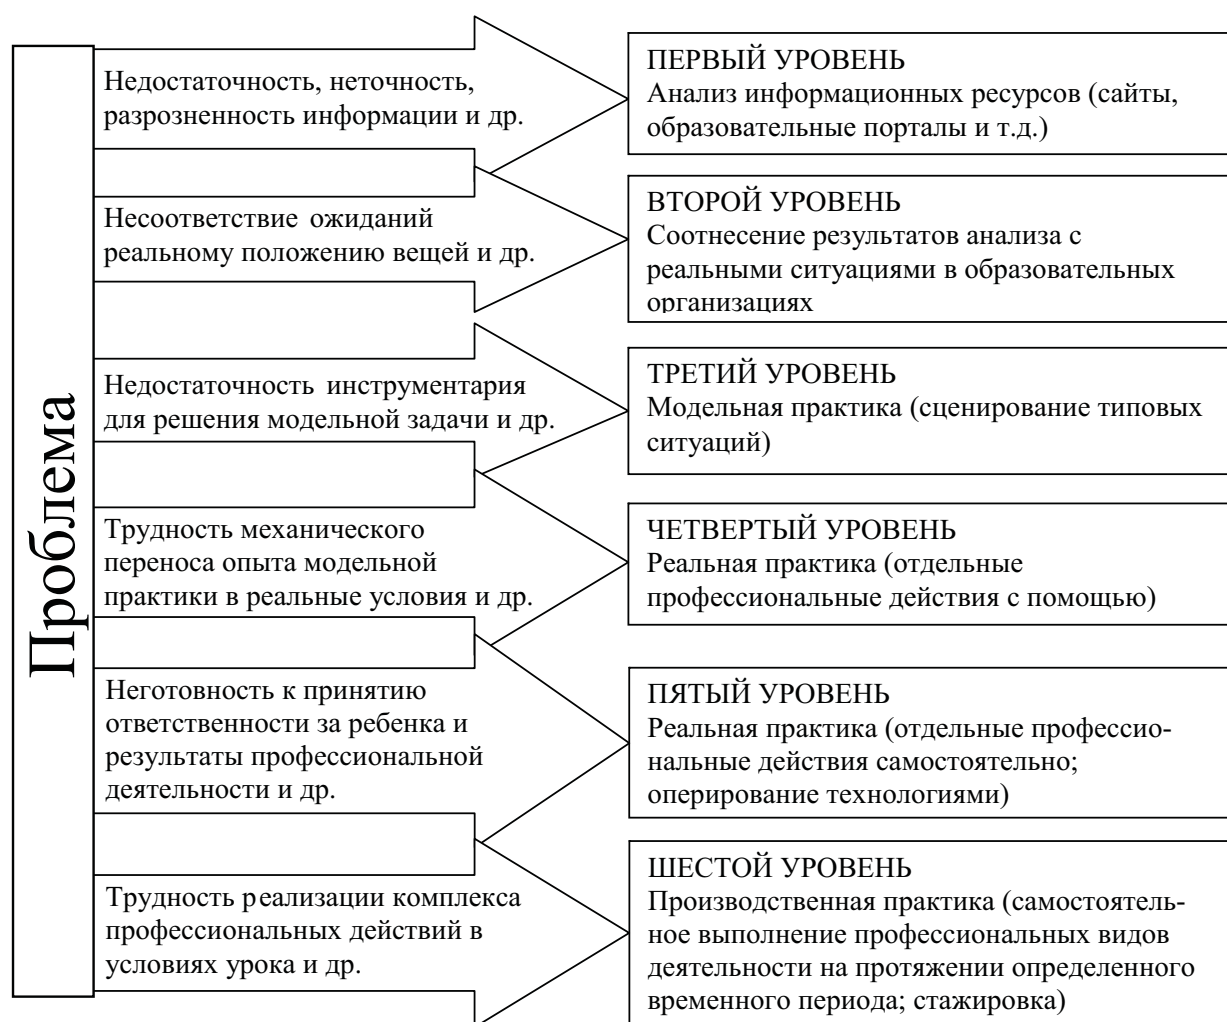 Проблема
Недостаточность, неточность,
разрозненность информации и др.
ПЕРВЫЙ УРОВЕНЬ
Анализ информационных ресурсов (сайты,
образовательные порталы и т.д.)
Несоответствие ожиданий
реальному положению вещей и др.
ВТОРОЙ УРОВЕНЬ
Соотнесение результатов анализа с
реальными ситуациями в образовательных
организациях
Недостаточность инструментария
для решения модельной задачи и др.
ТРЕТИЙ УРОВЕНЬ
Модельная практика (сценирование типовых
ситуаций)
Трудность механического
переноса опыта модельной
практики в реальные условия и др.
ЧЕТВЕРТЫЙ УРОВЕНЬ
Реальная практика (отдельные
профессиональные действия с помощью)
Неготовность к принятию
ответственности за ребенка и
результаты профессиональной
деятельности и др.
ПЯТЫЙ УРОВЕНЬ
Реальная практика (отдельные профессио-
нальные действия самостоятельно;
оперирование технологиями)
Трудность реализации комплекса
профессиональных действий в
условиях урока и др.
ШЕСТОЙ УРОВЕНЬ
Производственная практика (самостоятель-
ное выполнение профессиональных видов
деятельности на протяжении определенного
временного периода; стажировка)